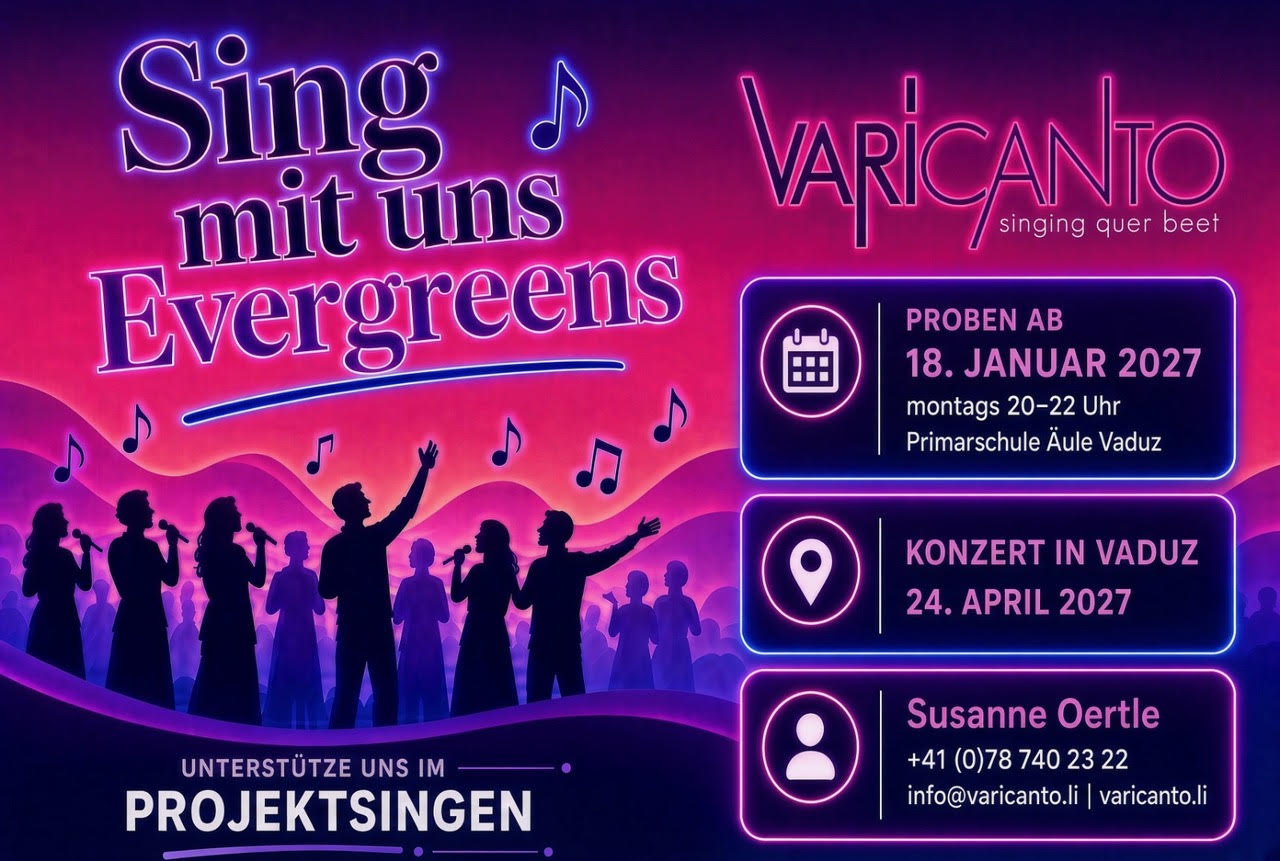 Sing
mit uns
Evergreens
UNTERSTÜTZE UNS IM
PROJEKTSINGEN
VARICANTO
singing quer beet
PROBEN AB
18. JANUAR 2027
montags 20–22 Uhr
Primarschule Äule Vaduz
KONZERT IN VADUZ
24. APRIL 2027
Susanne Oertle
+41 (0)78 740 23 22
info@varicanto.li | varicanto.li